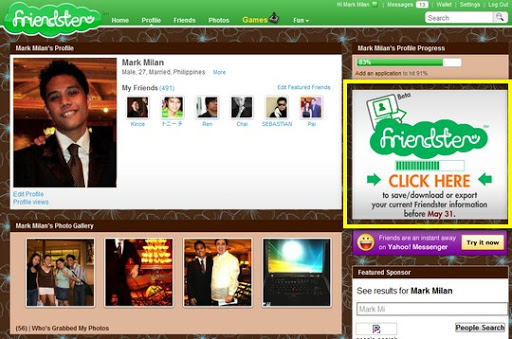 Hi Mark Milan | Messages 13 | Wallet | Settings | Log Out
friendster
Home Profile Friends Photos Games Fun
Search
Mark Milan's Profile
Mark Milan
Male, 27, Married, Philippines More
My Friends (491) Edit Featured Friends
Kince トニーチ Ren Chai SEBASTIAN Pai
Edit Profile
Profile views
Mark Milan's Profile Progress
83%
Add an application to hit 91%
Beta
friendster
CLICK HERE
to save/download or export
your current Friendster information
before May 31.
Friends are an instant away
on Yahoo! Messenger
Try it now
Mark Milan's Photo Gallery
(56) | Who's Grabbed My Photos
Featured Sponsor
See results for Mark Milan
Mark Mi
People Search